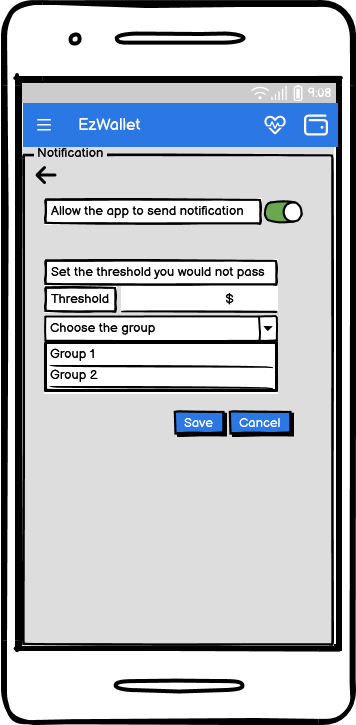 9:08
EzWallet
Notification
Allow the app to send notification
Set the threshold you would not pass
Threshold $
Choose the group
Group 1
Group 2
Save Cancel